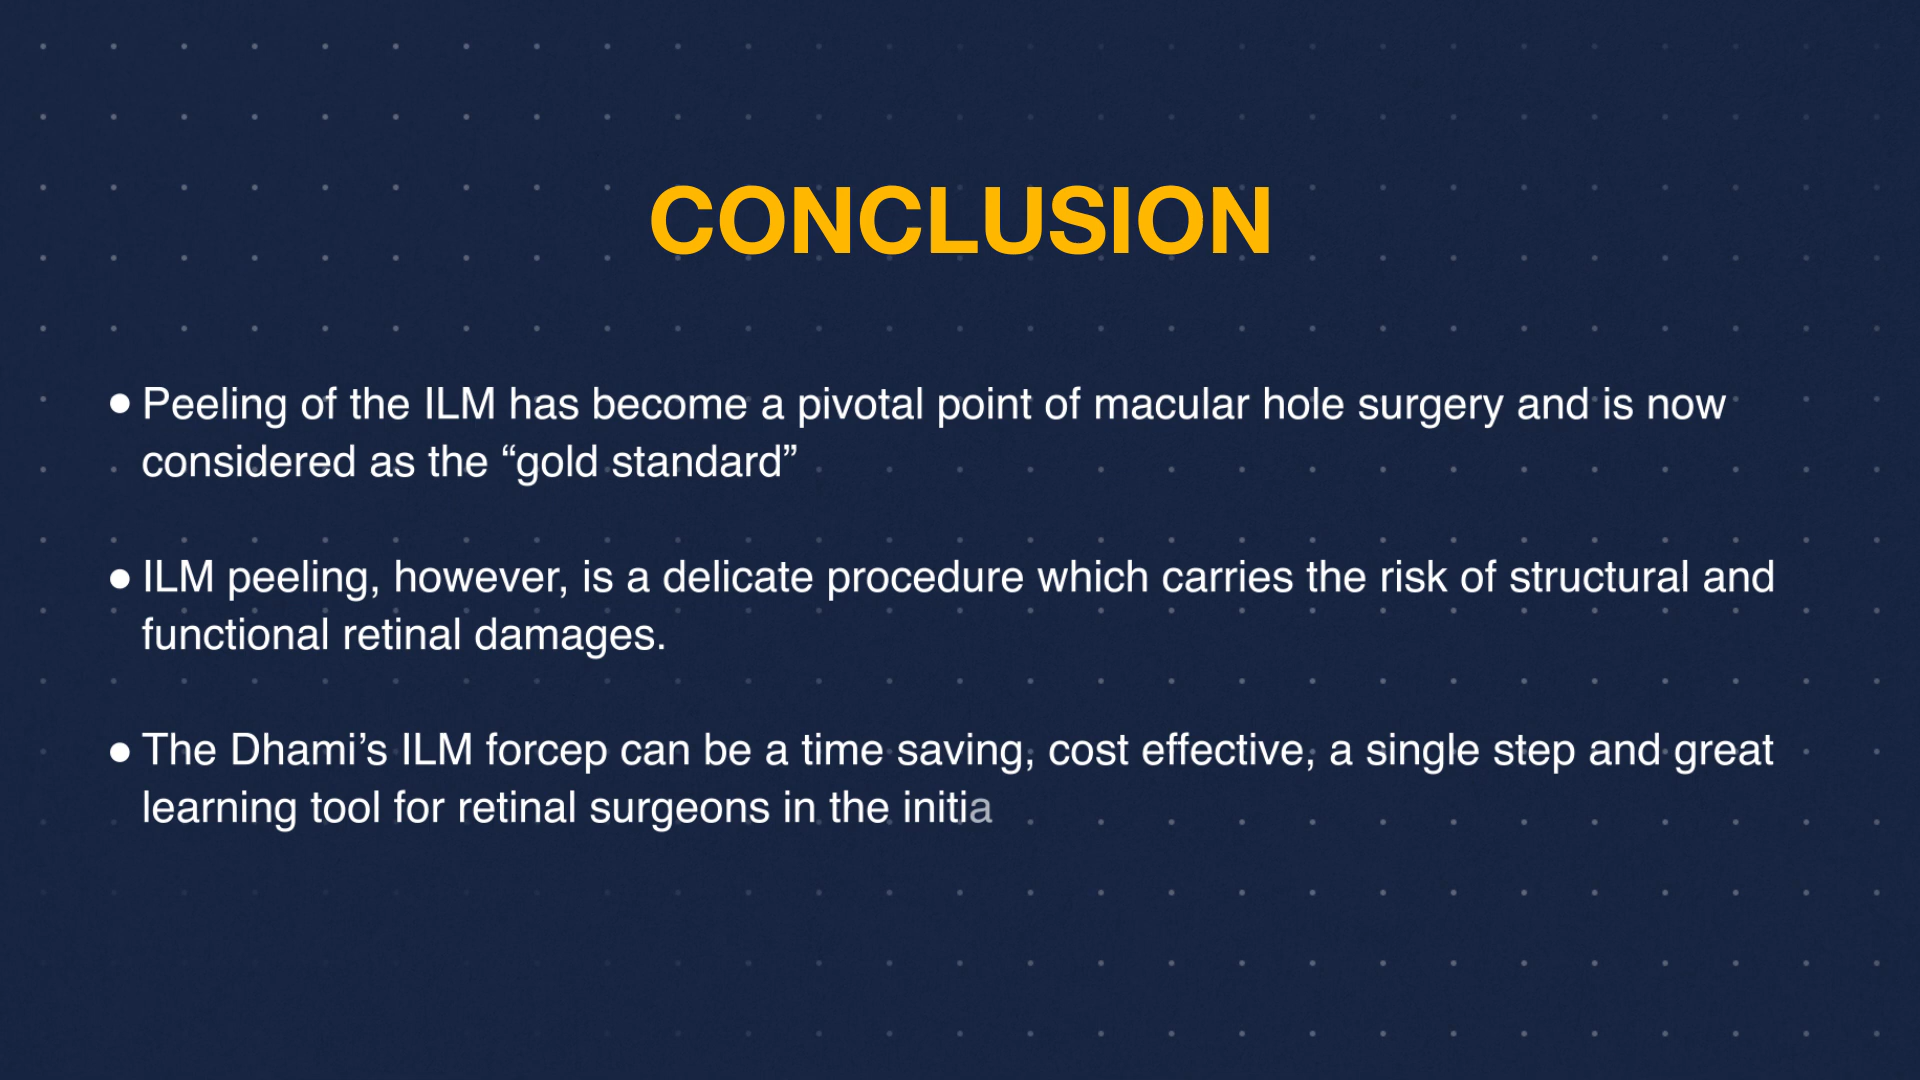 CONCLUSION
• Peeling of the ILM has become a pivotal point of macular hole surgery and is now
considered as the “gold standard”
• ILM peeling, however, is a delicate procedure which carries the risk of structural and
functional retinal damages.
• The Dhami’s ILM forcep can be a time saving, cost effective, a single step and great
learning tool for retinal surgeons in the initia